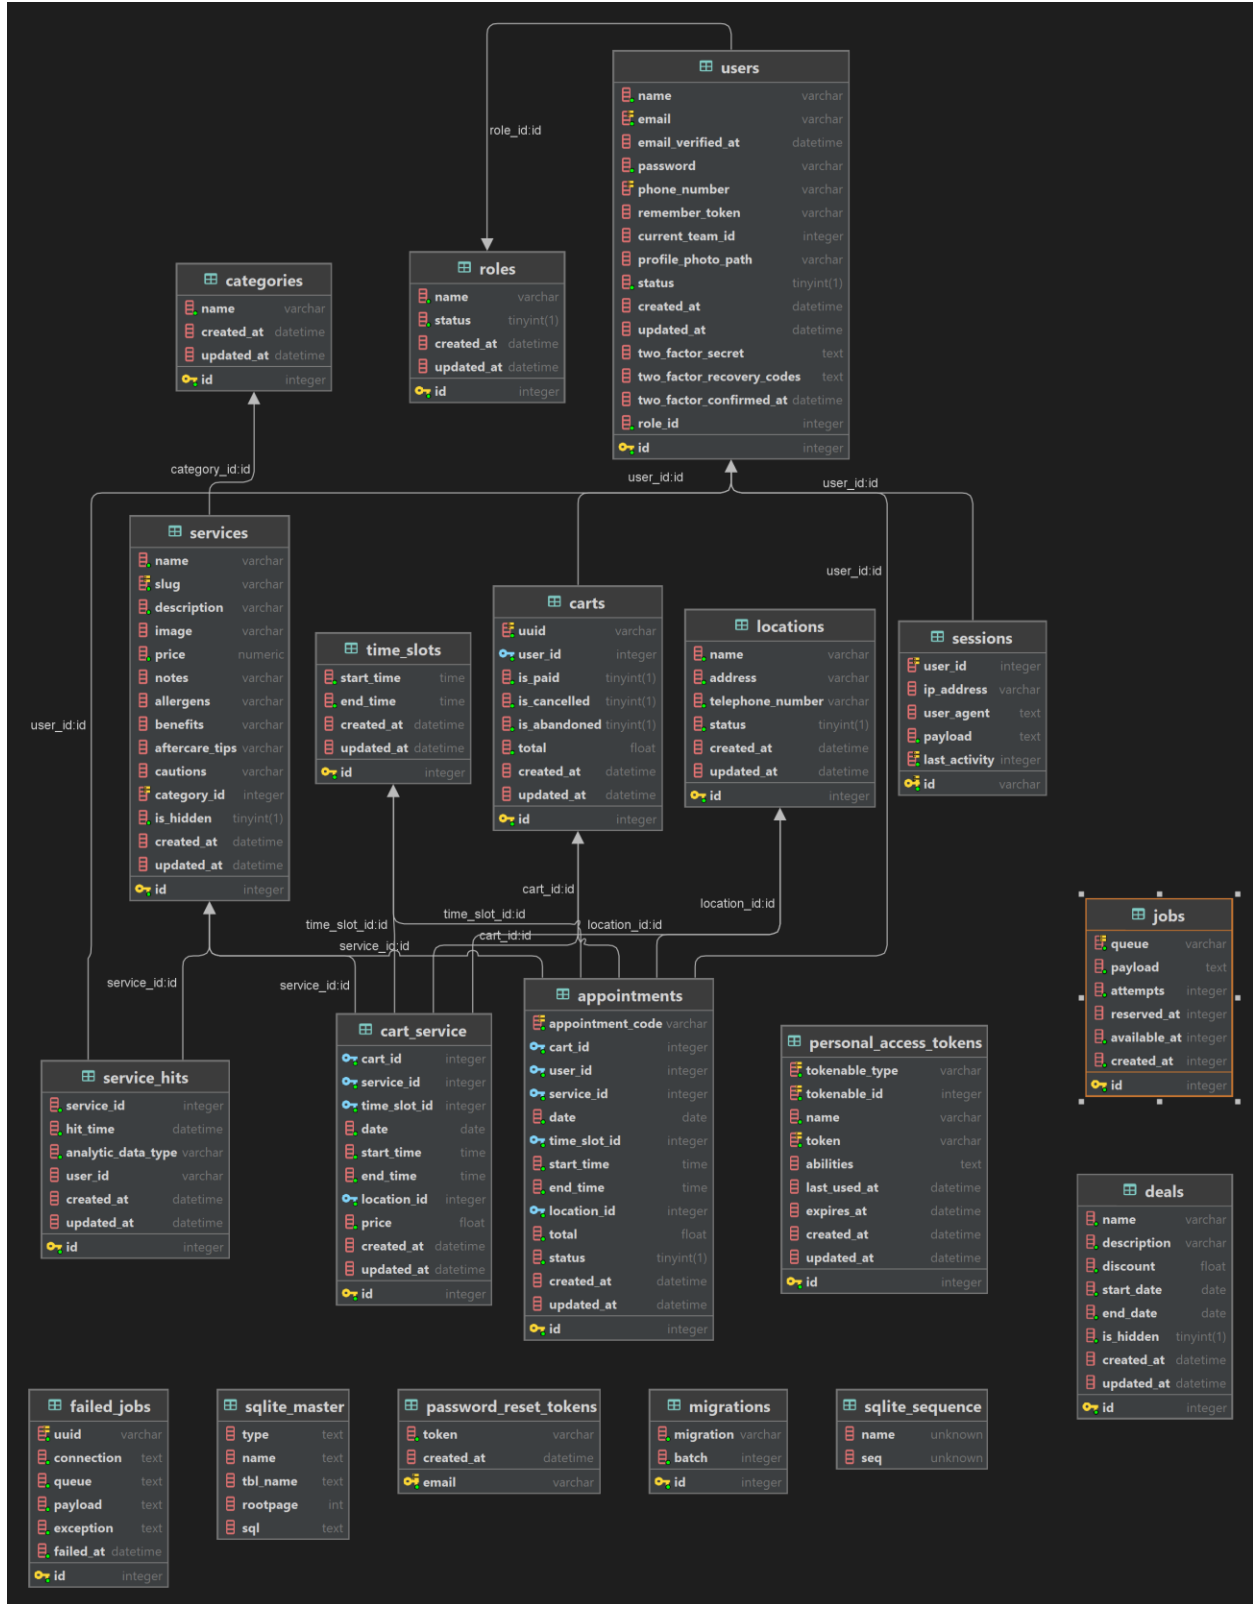 users
name varchar
email varchar
email_verified_at datetime
password varchar
phone_number varchar
remember_token varchar
current_team_id integer
profile_photo_path varchar
status tinyint(1)
created_at datetime
updated_at datetime
two_factor_secret text
two_factor_recovery_codes text
two_factor_confirmed_at datetime
role_id integer
id integer
role_id:id
roles
name varchar
status tinyint(1)
created_at datetime
updated_at datetime
id integer
categories
name varchar
created_at datetime
updated_at datetime
id integer
category_id:id
user_id:id
user_id:id
user_id:id
user_id:id
services
name varchar
slug varchar
description varchar
image varchar
price numeric
notes varchar
allergens varchar
benefits varchar
aftercare_tips varchar
cautions varchar
category_id integer
is_hidden tinyint(1)
created_at datetime
updated_at datetime
id integer
time_slots
start_time time
end_time time
created_at datetime
updated_at datetime
id integer
carts
uuid varchar
user_id integer
is_paid tinyint(1)
is_cancelled tinyint(1)
is_abandoned tinyint(1)
total float
created_at datetime
updated_at datetime
id integer
locations
name varchar
address varchar
telephone_number varchar
status tinyint(1)
created_at datetime
updated_at datetime
id integer
sessions
user_id integer
ip_address varchar
user_agent text
payload text
last_activity integer
id varchar
cart_id:id
location_id:id
time_slot_id:id
time_slot_id:id
location_id:id
service_id:id
cart_id:id
service_id:id
service_id:id
jobs
queue varchar
payload text
attempts integer
reserved_at integer
available_at integer
created_at integer
id integer
service_hits
service_id integer
hit_time datetime
analytic_data_type varchar
user_id varchar
created_at datetime
updated_at datetime
id integer
cart_service
cart_id integer
service_id integer
time_slot_id integer
date date
start_time time
end_time time
location_id integer
price float
created_at datetime
updated_at datetime
id integer
appointments
appointment_code varchar
cart_id integer
user_id integer
service_id integer
date date
time_slot_id integer
start_time time
end_time time
location_id integer
total float
status tinyint(1)
created_at datetime
updated_at datetime
id integer
personal_access_tokens
tokenable_type varchar
tokenable_id integer
name varchar
token varchar
abilities text
last_used_at datetime
expires_at datetime
created_at datetime
updated_at datetime
id integer
deals
name varchar
description varchar
discount float
start_date date
end_date date
is_hidden tinyint(1)
created_at datetime
updated_at datetime
id integer
failed_jobs
uuid varchar
connection text
queue text
payload text
exception text
failed_at datetime
id integer
sqlite_master
type text
name text
tbl_name text
rootpage int
sql text
password_reset_tokens
token varchar
created_at datetime
email varchar
migrations
migration varchar
batch integer
id integer
sqlite_sequence
name unknown
seq unknown